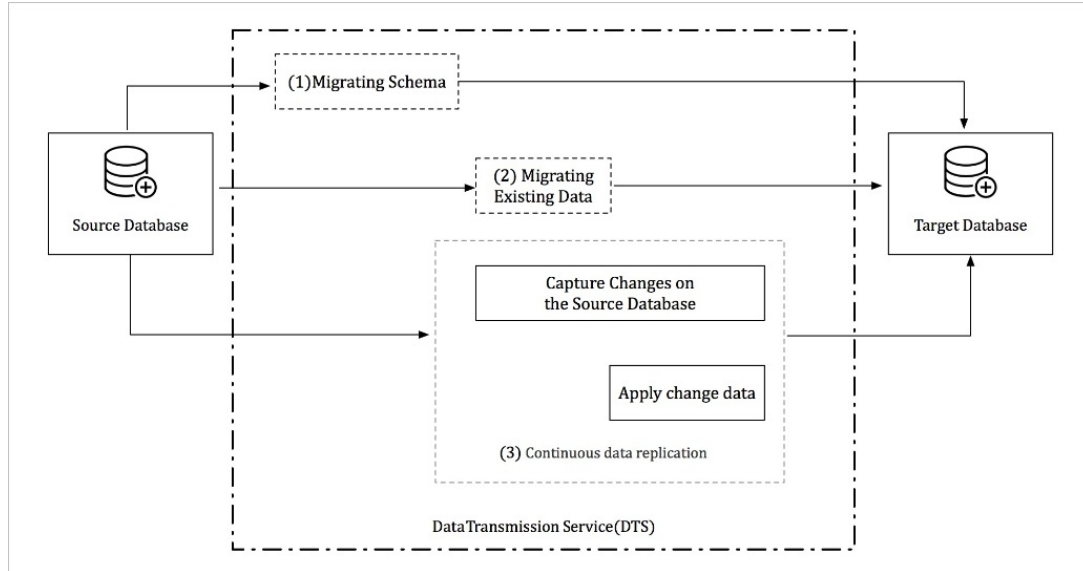 (1)Migrating Schema
(2) Migrating
Existing Data
Source Database
Target Database
Capture Changes on
the Source Database
Apply change data
(3) Continuous data replication
DataTransmission Service(DTS)